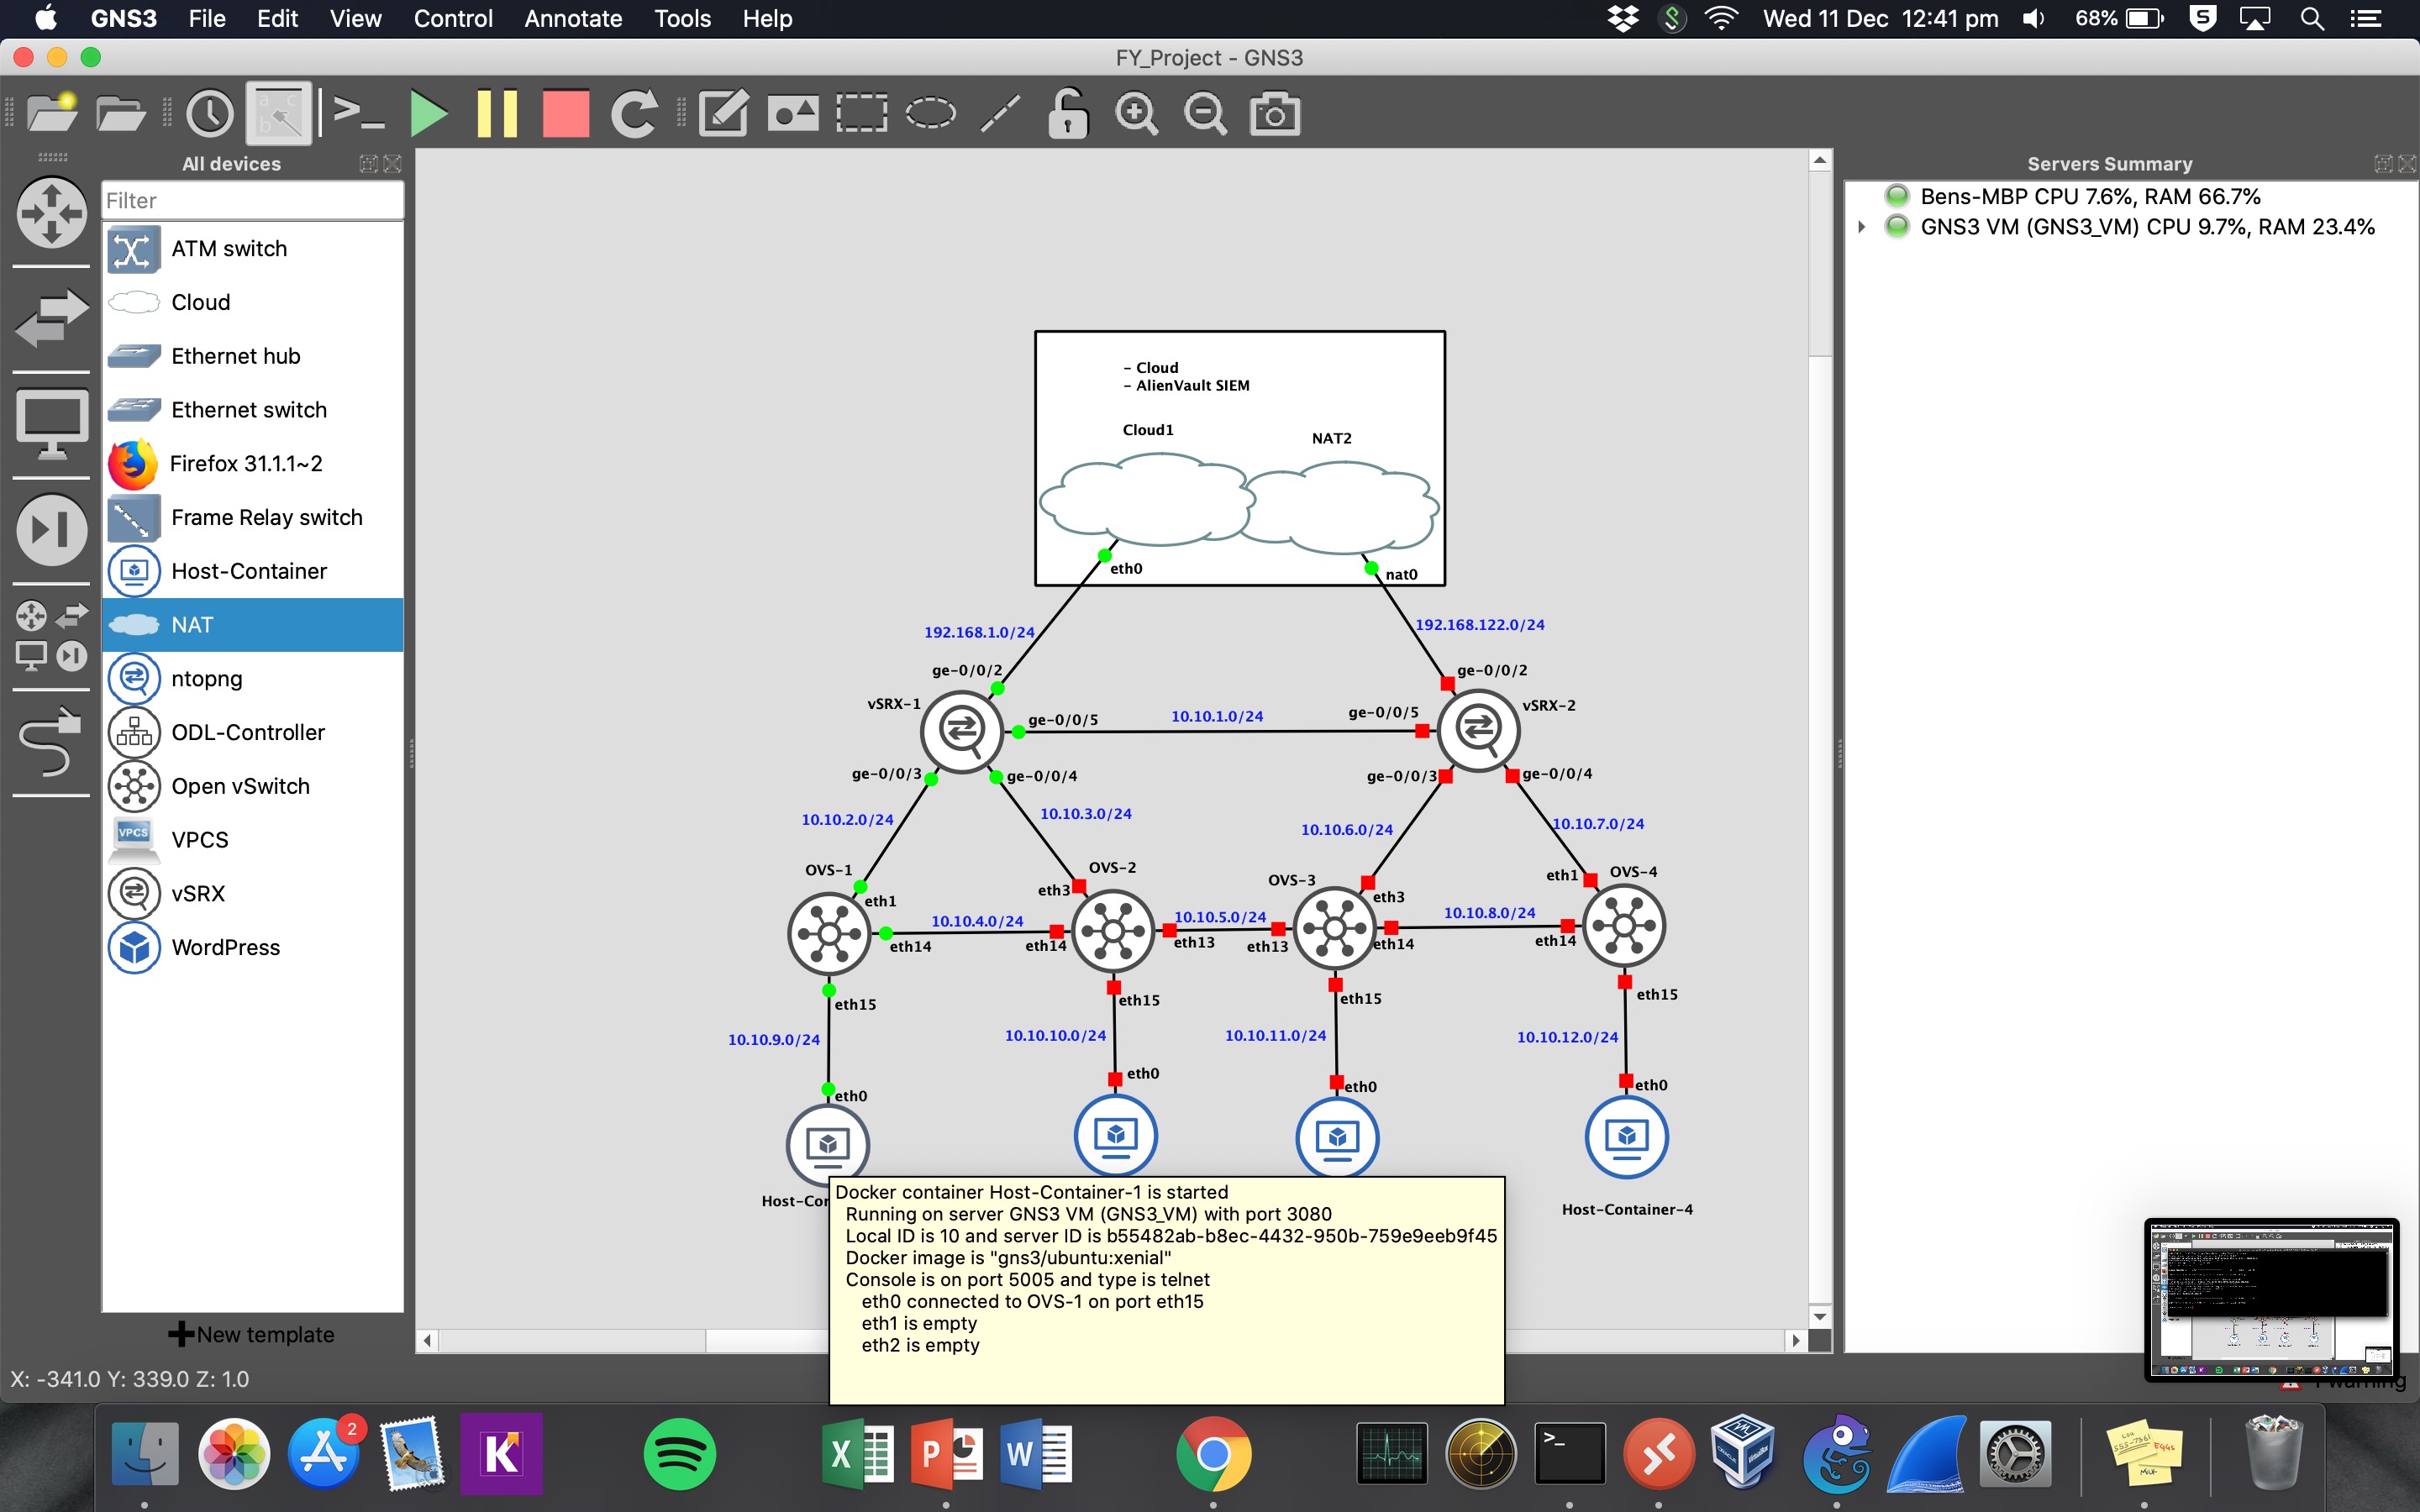 GNS3 File Edit View Control Annotate Tools Help
Wed 11 Dec 12:41 pm
68%
FY_Project - GNS3
All devices
Filter
ATM switch
Cloud
Ethernet hub
Ethernet switch
Firefox 31.1.1~2
Frame Relay switch
Host-Container
NAT
ntopng
ODL-Controller
Open vSwitch
VPCS
VPCS
vSRX
WordPress
New template
X: -341.0 Y: 339.0 Z: 1.0
- Cloud
- AlienVault SIEM
Cloud1
NAT2
eth0
nat0
192.168.1.0/24
192.168.122.0/24
ge-0/0/2
ge-0/0/2
vSRX-1
vSRX-2
ge-0/0/5
10.10.1.0/24
ge-0/0/5
ge-0/0/3
ge-0/0/4
ge-0/0/3
ge-0/0/4
10.10.2.0/24
10.10.3.0/24
10.10.6.0/24
10.10.7.0/24
OVS-1
OVS-2
OVS-3
OVS-4
eth1
eth3
eth3
eth1
10.10.4.0/24
10.10.5.0/24
10.10.8.0/24
eth14
eth14
eth13
eth13
eth14
eth14
eth15
eth15
eth15
eth15
10.10.9.0/24
10.10.10.0/24
10.10.11.0/24
10.10.12.0/24
eth0
eth0
eth0
eth0
Host-Cor
Host-Container-4
Docker container Host-Container-1 is started
Running on server GNS3 VM (GNS3_VM) with port 3080
Local ID is 10 and server ID is b55482ab-b8ec-4432-950b-759e9eeb9f45
Docker image is "gns3/ubuntu:xenial"
Console is on port 5005 and type is telnet
eth0 connected to OVS-1 on port eth15
eth1 is empty
eth2 is empty
Servers Summary
Bens-MBP CPU 7.6%, RAM 66.7%
GNS3 VM (GNS3_VM) CPU 9.7%, RAM 23.4%
warning
2